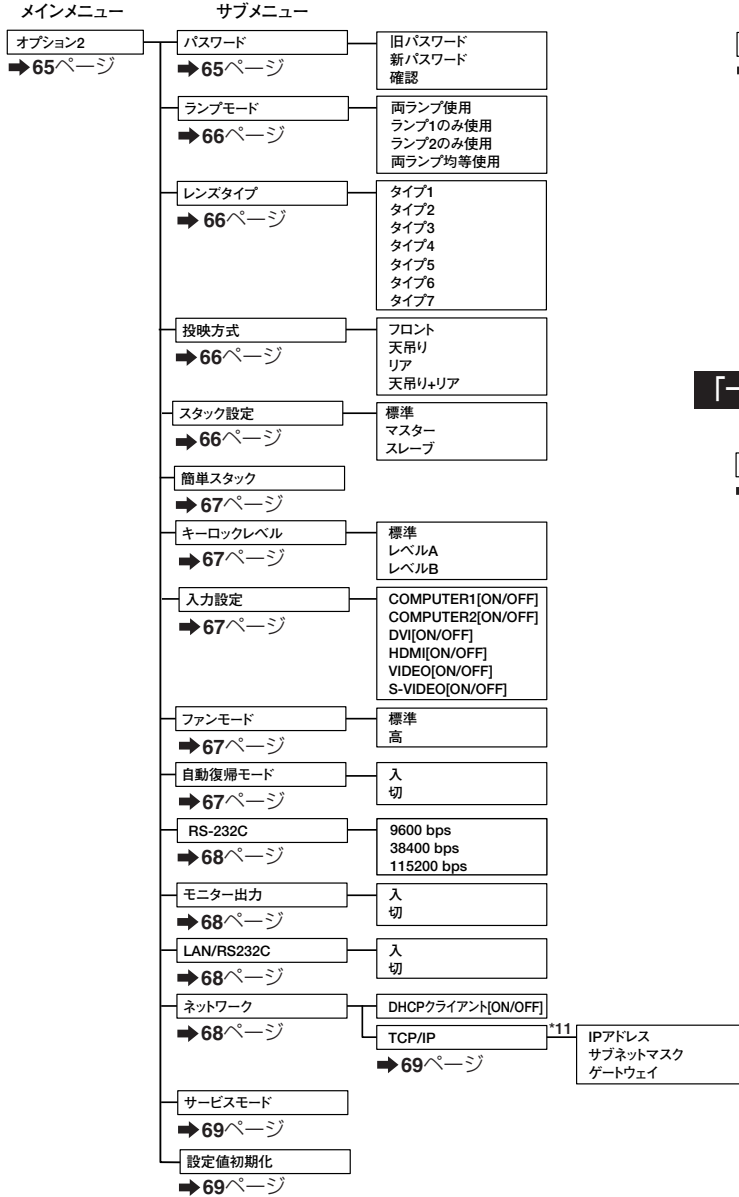 メインメニュー
サブメニュー
オプション2
➡65ページ
パスワード
➡65ページ
旧パスワード
新パスワード
確認
ランプモード
➡66ページ
両ランプ使用
ランプ1のみ使用
ランプ2のみ使用
両ランプ均等使用
レンズタイプ
➡66ページ
タイプ1
タイプ2
タイプ3
タイプ4
タイプ5
タイプ6
タイプ7
投映方式
➡66ページ
フロント
天吊り
リア
天吊り+リア
スタック設定
➡66ページ
標準
マスター
スレーブ
簡単スタック
➡67ページ
キーロックレベル
➡67ページ
標準
レベルA
レベルB
入力設定
➡67ページ
COMPUTER1[ON/OFF]
COMPUTER2[ON/OFF]
DVI[ON/OFF]
HDMI[ON/OFF]
VIDEO[ON/OFF]
S-VIDEO[ON/OFF]
ファンモード
➡67ページ
標準
高
自動復帰モード
➡67ページ
入
切
RS-232C
➡68ページ
9600 bps
38400 bps
115200 bps
モニター出力
➡68ページ
入
切
LAN/RS232C
➡68ページ
入
切
ネットワーク
➡68ページ
DHCPクライアント[ON/OFF]
TCP/IP
➡69ページ
*11
IPアドレス
サブネットマスク
ゲートウェイ
サービスモード
➡69ページ
設定値初期化
➡69ページ